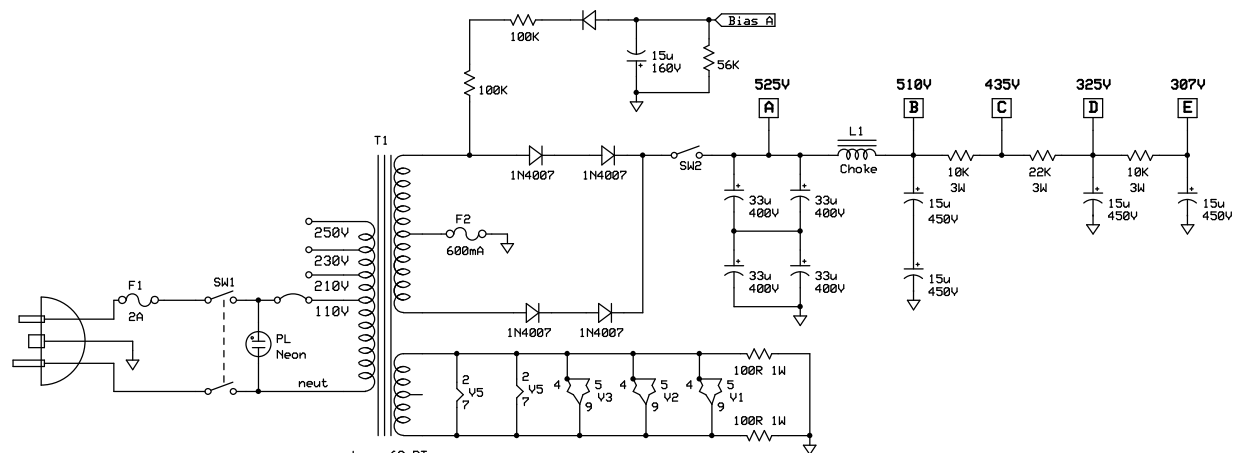 Bias A
100K
15u
160V
56K
100K
525V
510V
435V
325V
307V
A
B
C
D
E
T1
L1
Choke
1N4007
1N4007
SW2
10K
3W
22K
3W
10K
3W
33u
400V
33u
400V
15u
450V
15u
450V
15u
450V
250V
230V
210V
110V
F2
600mA
33u
400V
33u
400V
15u
450V
F1
2A
SW1
PL
Neon
neut
1N4007
1N4007
2
V5
7
2
V5
7
4
5
V3
9
4
5
V2
9
4
5
V1
9
100R 1W
100R 1W